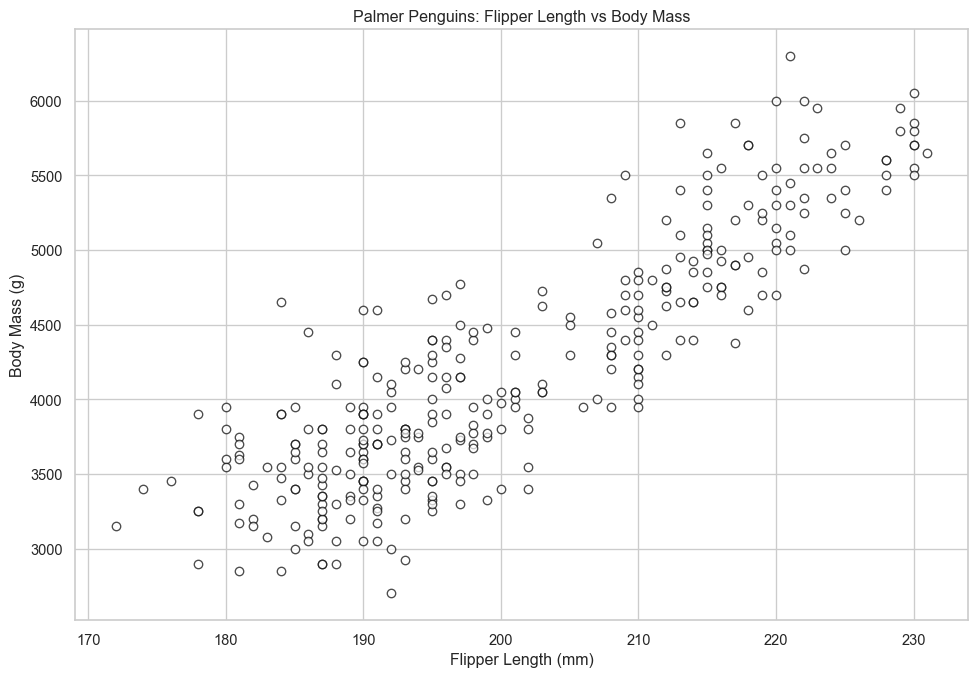 Palmer Penguins: Flipper Length vs Body Mass
6000
5500
5000
4500
4000
3500
3000
Body Mass (g)
170 180 190 200 210 220 230
Flipper Length (mm)